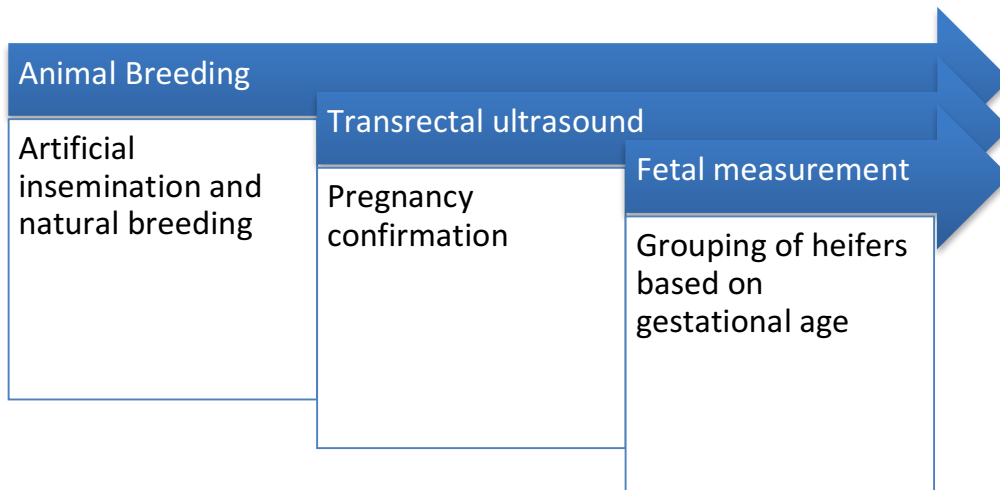 Animal Breeding
Artificial
insemination and
natural breeding
Transrectal ultrasound
Pregnancy
confirmation
Fetal measurement
Grouping of heifers
based on
gestational age